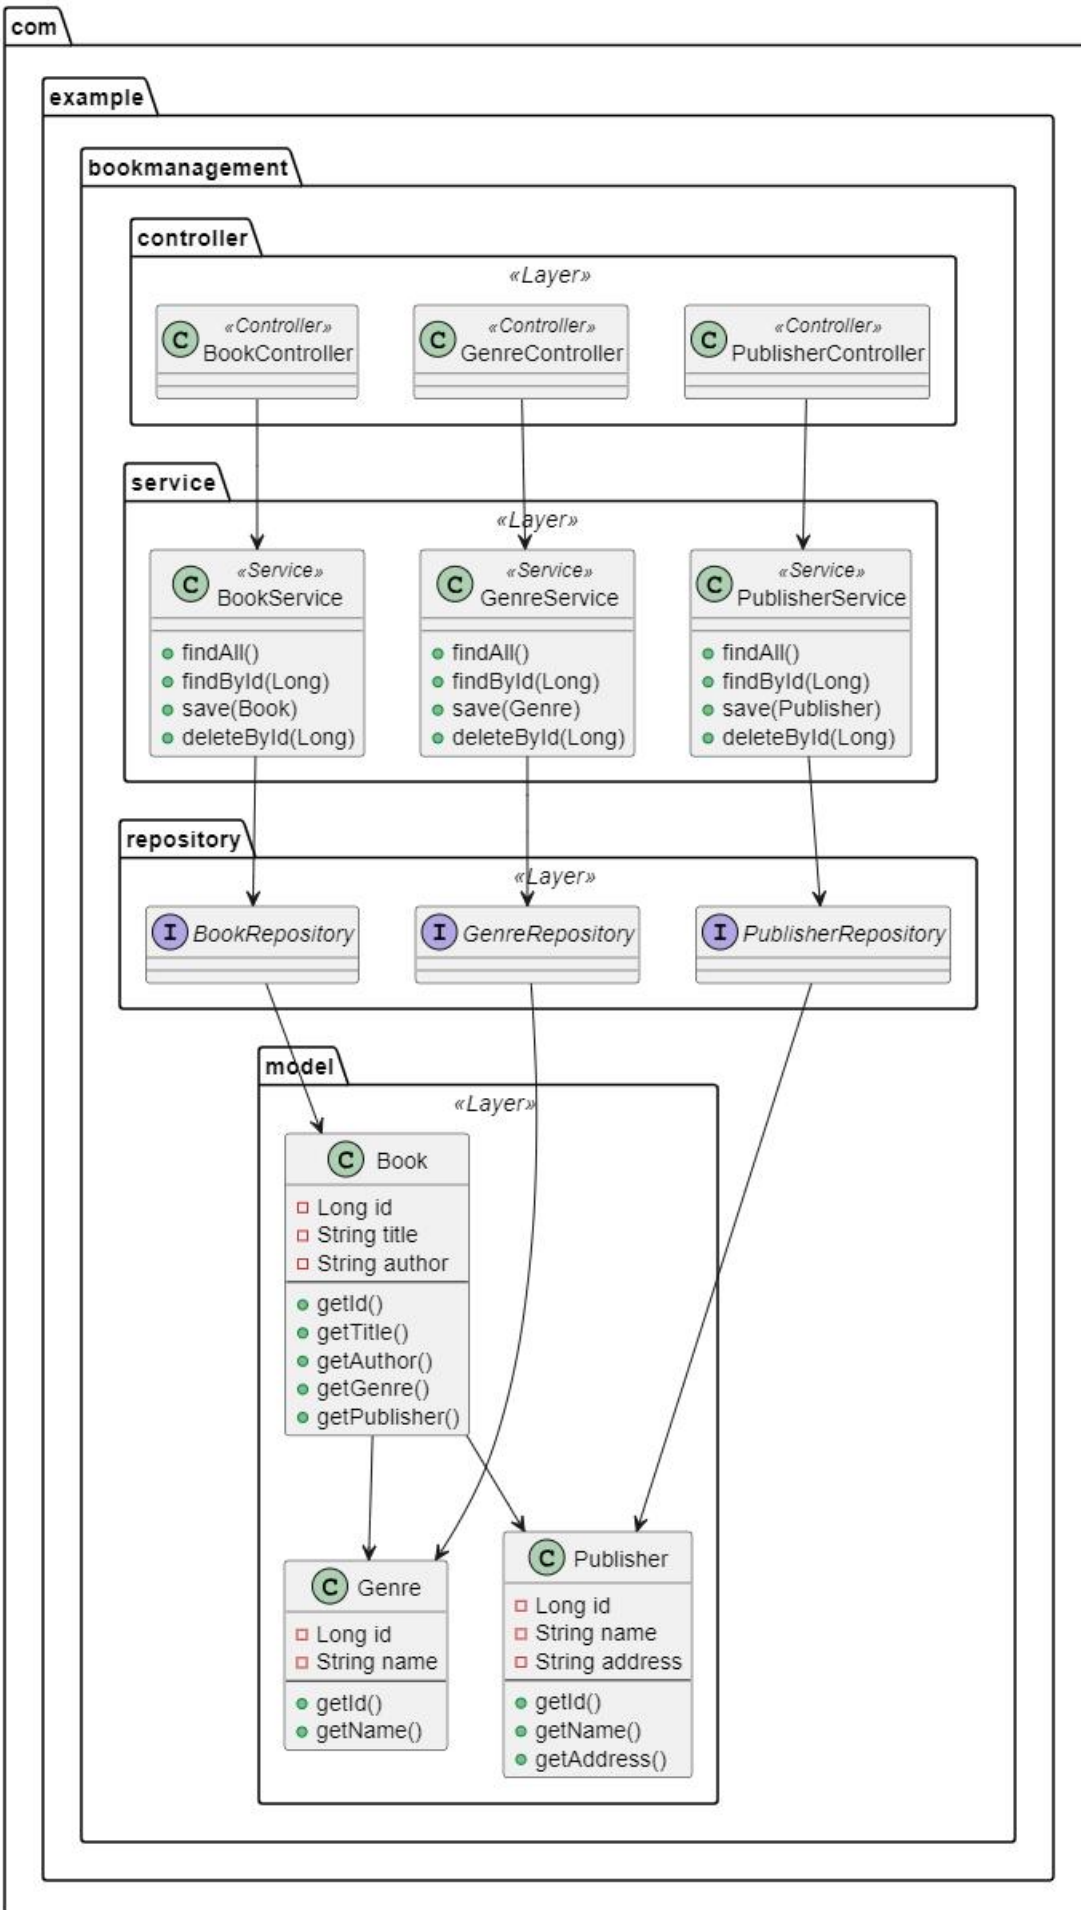 com
example
bookmanagement
controller
«Layer»
«Controller»
C BookController
«Controller»
C GenreController
«Controller»
C PublisherController
service
«Layer»
«Service»
C BookService
findAll()
findById(Long)
save(Book)
deleteById(Long)
«Service»
C GenreService
findAll()
findById(Long)
save(Genre)
deleteById(Long)
«Service»
C PublisherService
findAll()
findById(Long)
save(Publisher)
deleteById(Long)
repository
«Layer»
I BookRepository
I GenreRepository
I PublisherRepository
model
«Layer»
C Book
Long id
String title
String author
getId()
getTitle()
getAuthor()
getGenre()
getPublisher()
C Genre
Long id
String name
getId()
getName()
C Publisher
Long id
String name
String address
getId()
getName()
getAddress()